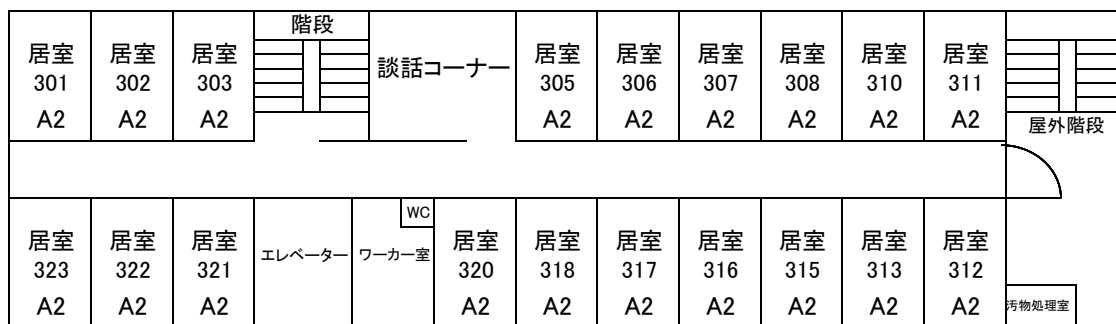 階段
居室 301 A2
居室 302 A2
居室 303 A2
談話コーナー
居室 305 A2
居室 306 A2
居室 307 A2
居室 308 A2
居室 310 A2
居室 311 A2
屋外階段
居室 323 A2
居室 322 A2
居室 321 A2
エレベーター
ワーカー室
WC
居室 320 A2
居室 318 A2
居室 317 A2
居室 316 A2
居室 315 A2
居室 313 A2
居室 312 A2
汚物処理室